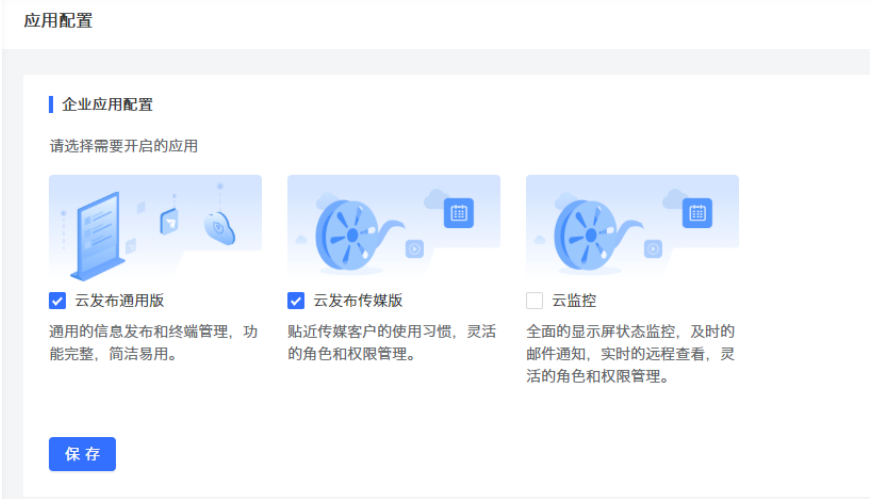 应用配置
企业应用配置
请选择需要开启的应用
云发布通用版
通用的信息发布和终端管理，功
能完整，简洁易用。
云发布传媒版
贴近传媒客户的使用习惯，灵活
的角色和权限管理。
云监控
全面的显示屏状态监控，及时的
邮件通知，实时的远程查看，灵
活的角色和权限管理。
保存